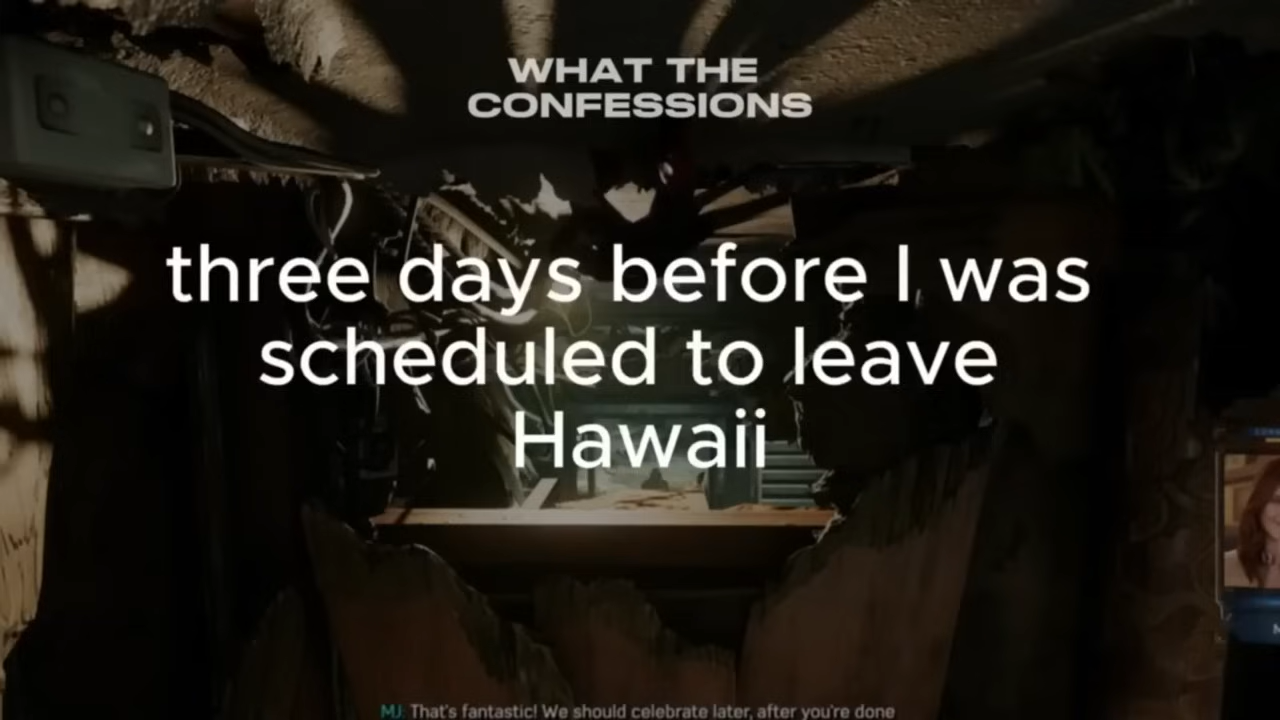 WHAT THE
CONFESSIONS
three days before I was
scheduled to leave
Hawaii
MJ: That's fantastic! We should celebrate later, after you're done